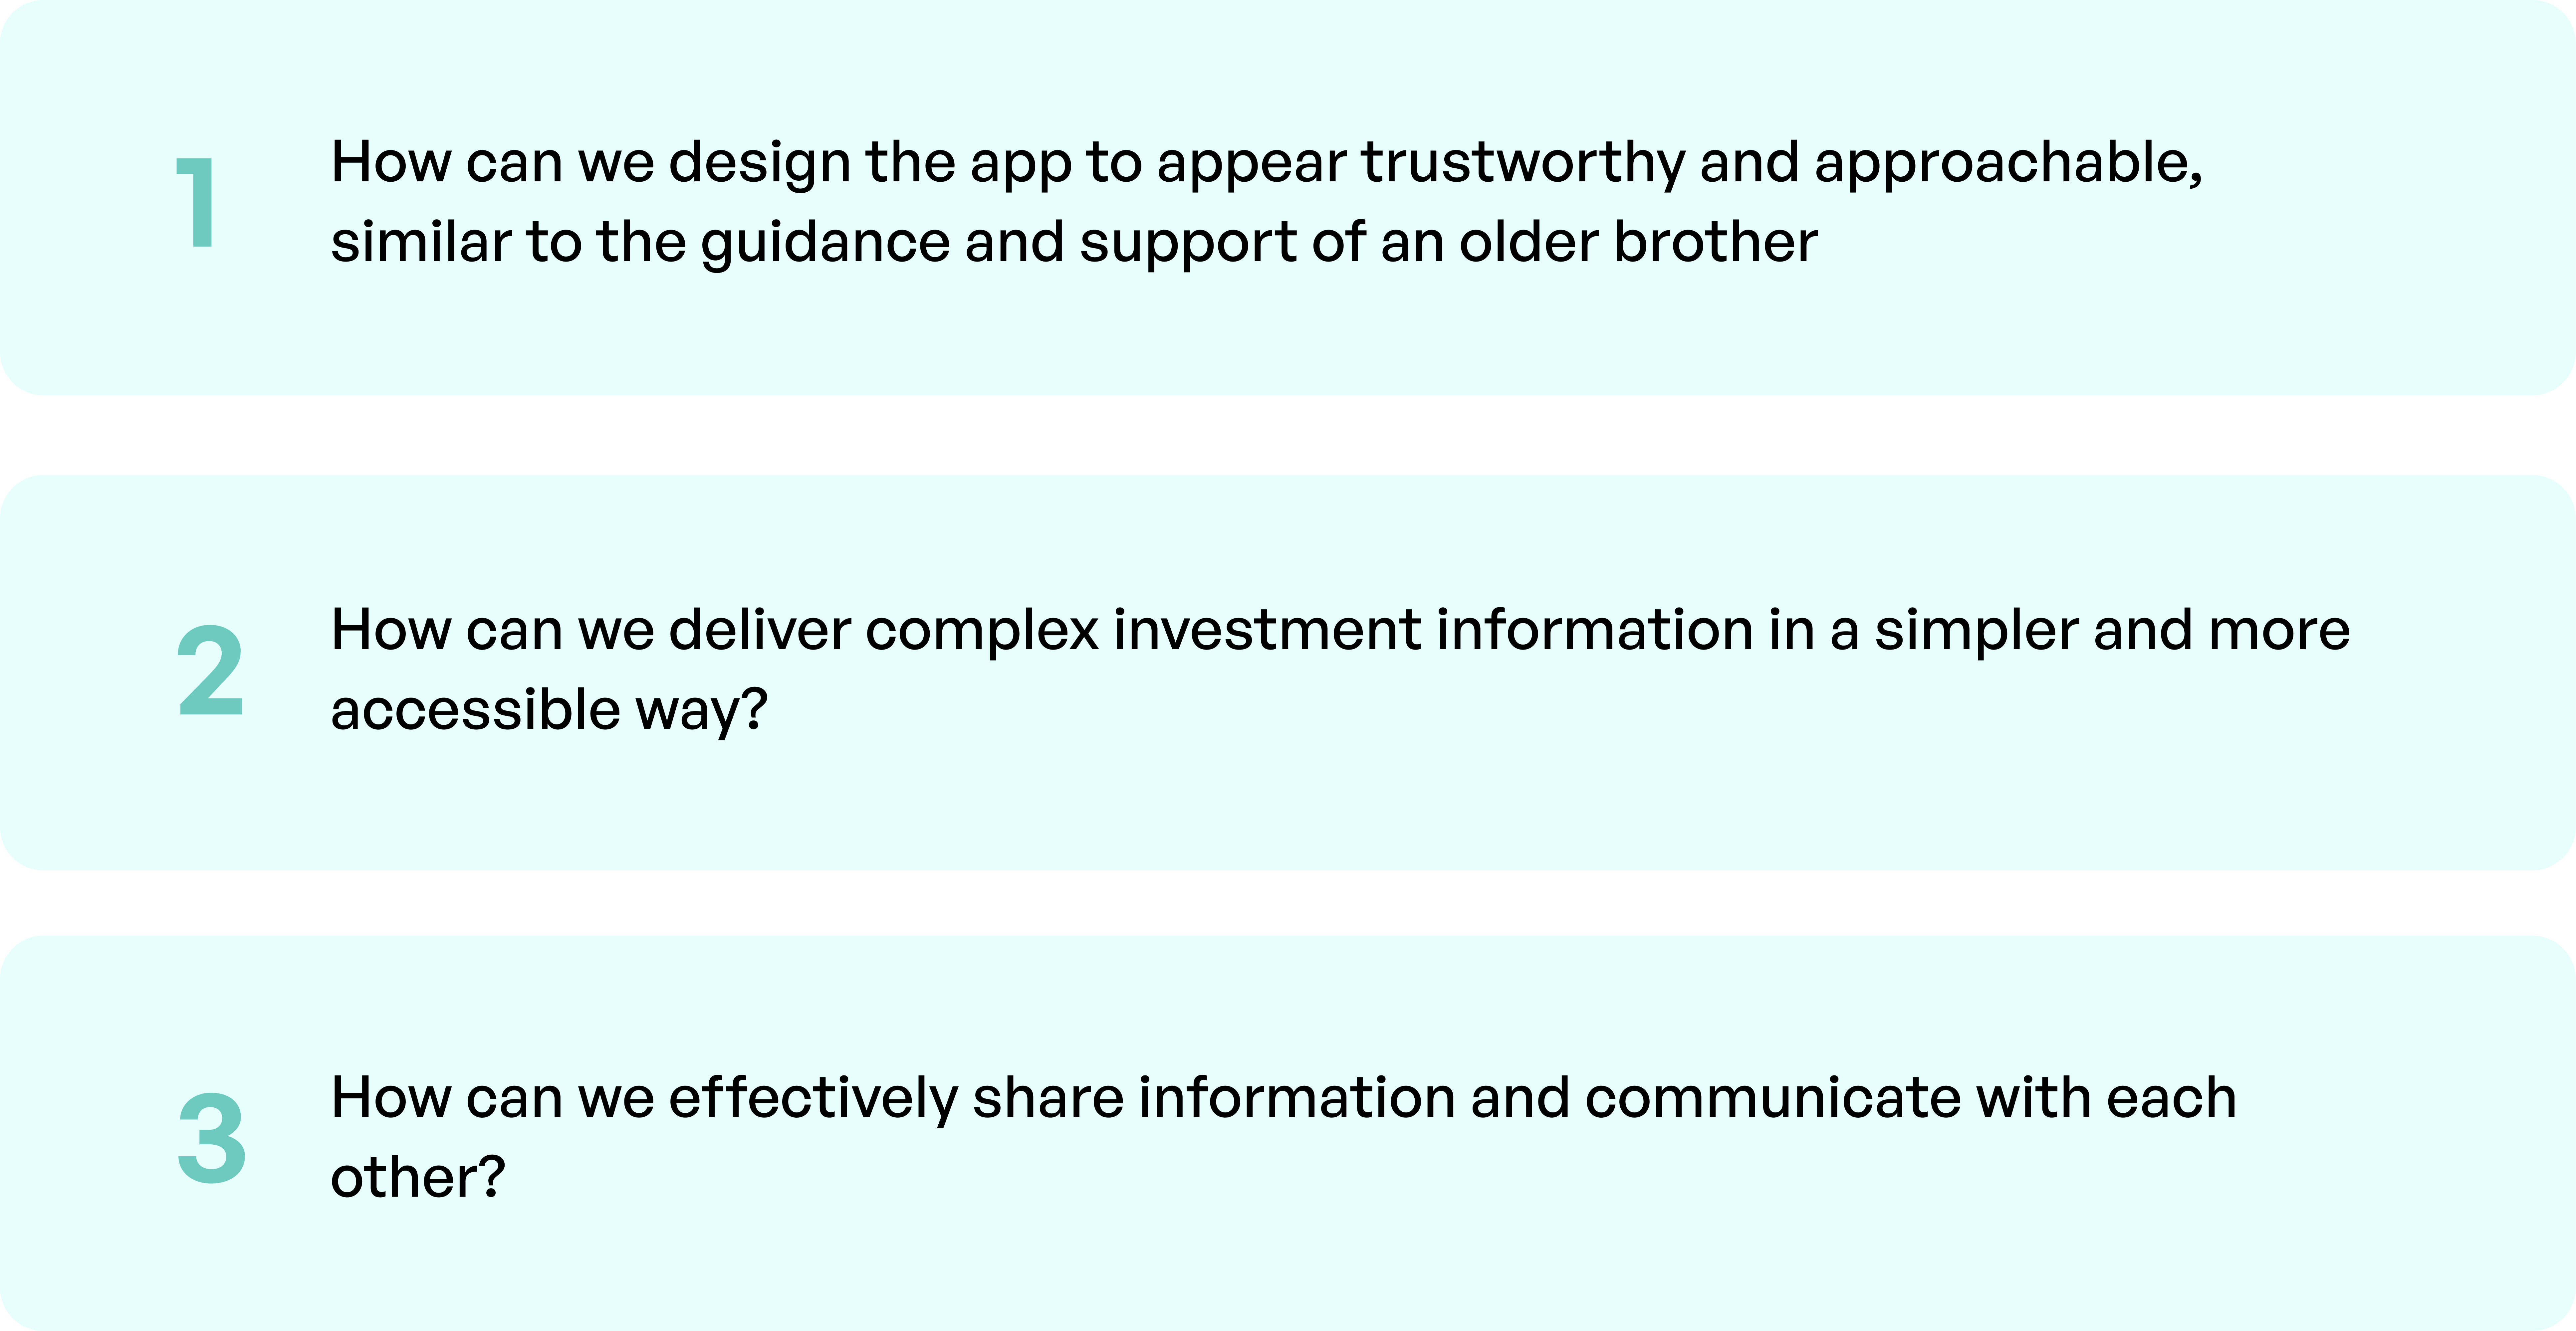 1
How can we design the app to appear trustworthy and approachable,
similar to the guidance and support of an older brother
2
How can we deliver complex investment information in a simpler and more
accessible way?
3
How can we effectively share information and communicate with each
other?